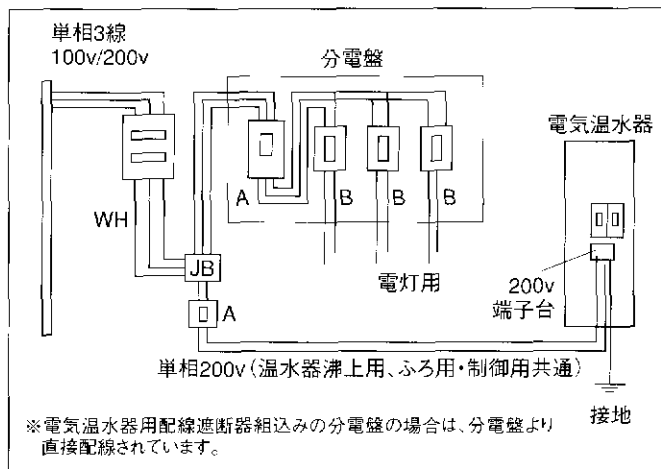 単相3線
100v/200v
分電盤
電気温水器
A
B
B
B
WH
JB
電灯用
200v
端子台
A
単相200v(温水器沸上用、ふろ用・制御用共通)
接地
※電気温水器用配線遮断器組込みの分電盤の場合は、分電盤より
直接配線されています。